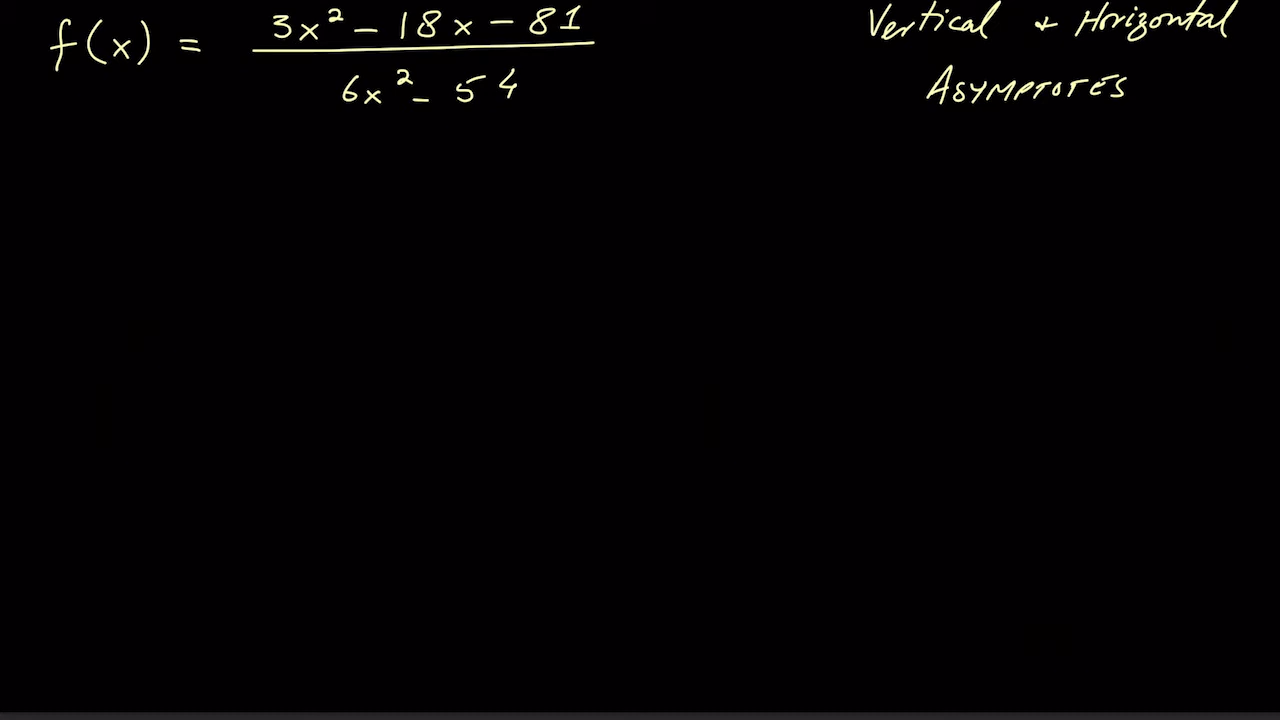 f(x) = 3x² - 18x - 81 / 6x² - 54
Vertical + Horizontal
ASYMPTOTES